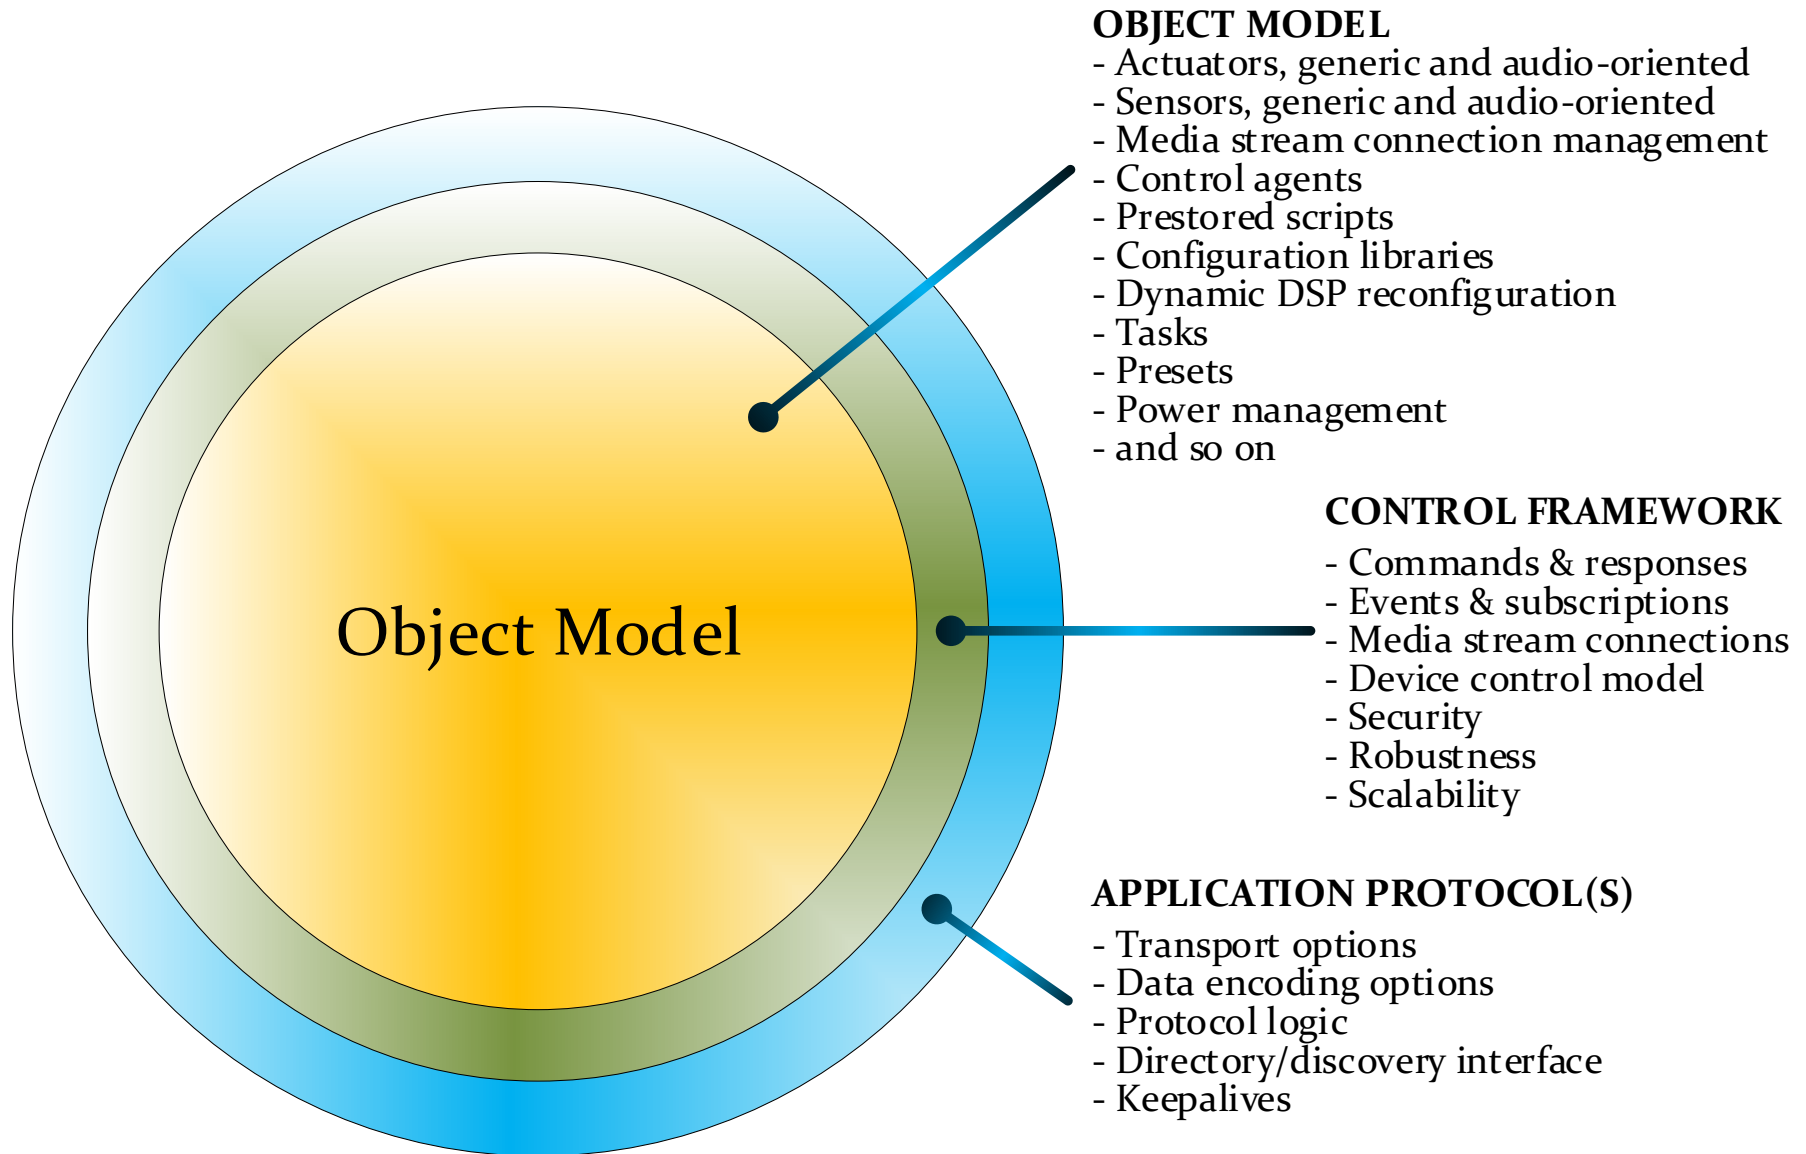 OBJECT MODEL
- Actuators, generic and audio-oriented
- Sensors, generic and audio-oriented
- Media stream connection management
- Control agents
- Prestored scripts
- Configuration libraries
- Dynamic DSP reconfiguration
- Tasks
- Presets
- Power management
- and so on
CONTROL FRAMEWORK
- Commands & responses
- Events & subscriptions
- Media stream connections
- Device control model
- Security
- Robustness
- Scalability
Object Model
APPLICATION PROTOCOL(S)
- Transport options
- Data encoding options
- Protocol logic
- Directory/discovery interface
- Keepalives